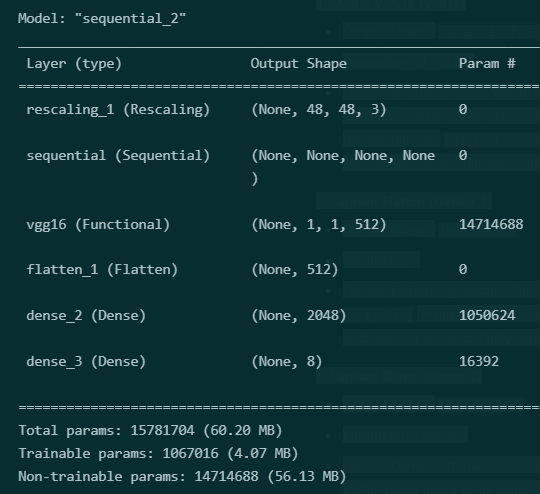 Model: "sequential_2"
_________________________________________________________________
Layer (type) Output Shape Param #
=================================================================
rescaling_1 (Rescaling) (None, 48, 48, 3) 0
sequential (Sequential) (None, None, None, None 0
)
vgg16 (Functional) (None, 1, 1, 512) 14714688
flatten_1 (Flatten) (None, 512) 0
dense_2 (Dense) (None, 2048) 1050624
dense_3 (Dense) (None, 8) 16392
=================================================================
Total params: 15781704 (60.20 MB)
Trainable params: 1067016 (4.07 MB)
Non-trainable params: 14714688 (56.13 MB)